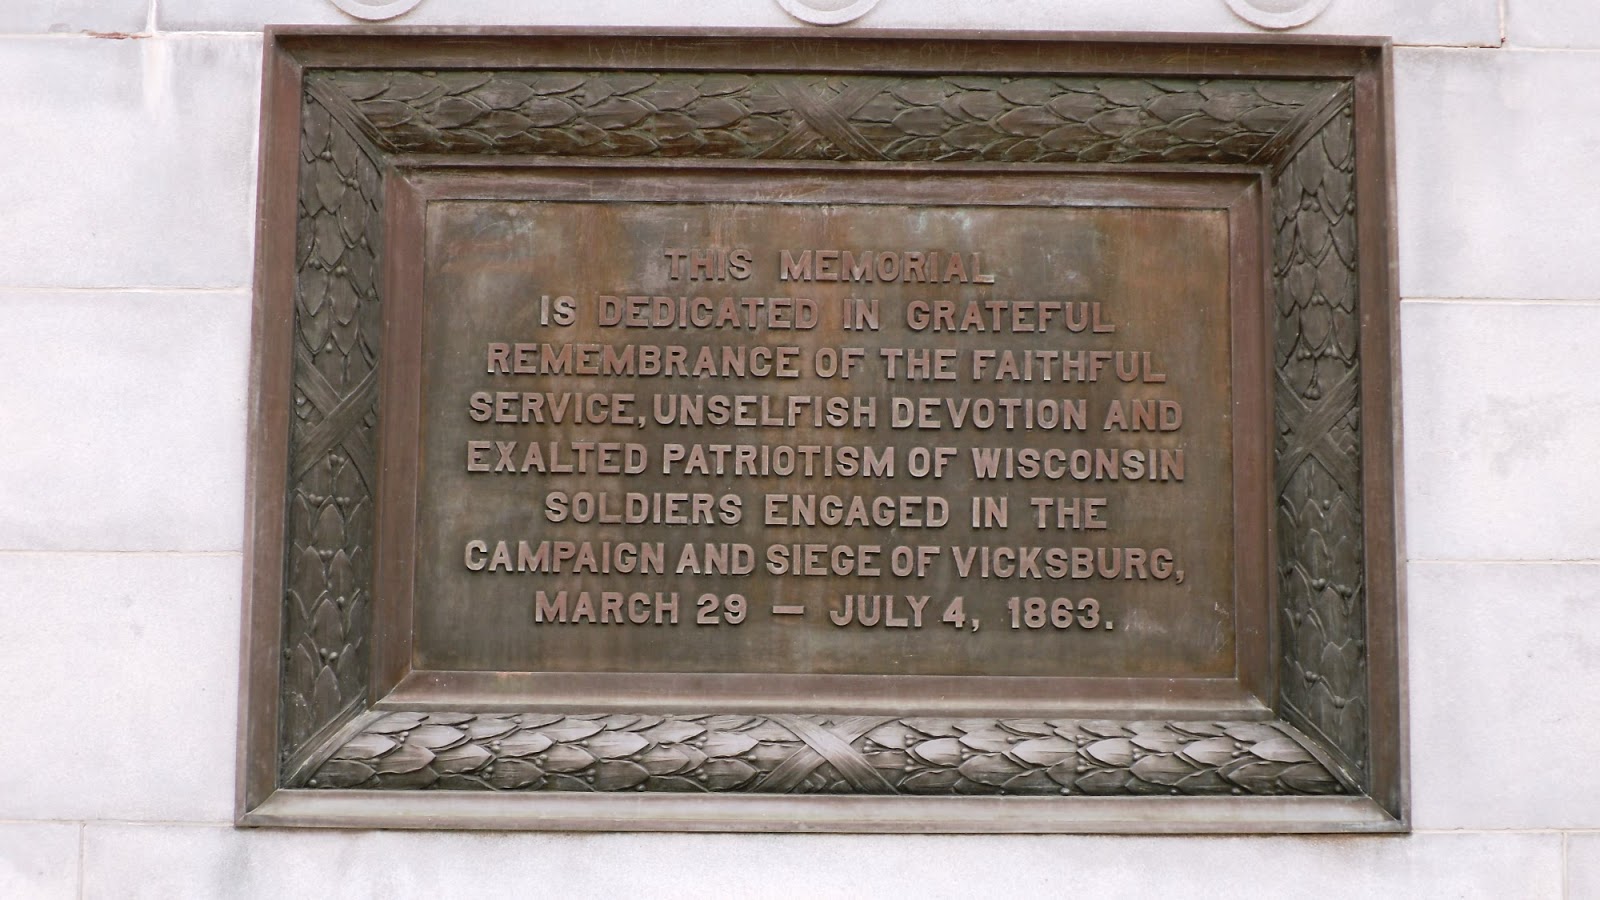 THIS MEMORIAL
IS DEDICATED IN GRATEFUL
REMEMBRANCE OF THE FAITHFUL
SERVICE, UNSELFISH DEVOTION AND
EXALTED PATRIOTISM OF WISCONSIN
SOLDIERS ENGAGED IN THE
CAMPAIGN AND SIEGE OF VICKSBURG,
MARCH 29 — JULY 4, 1863.